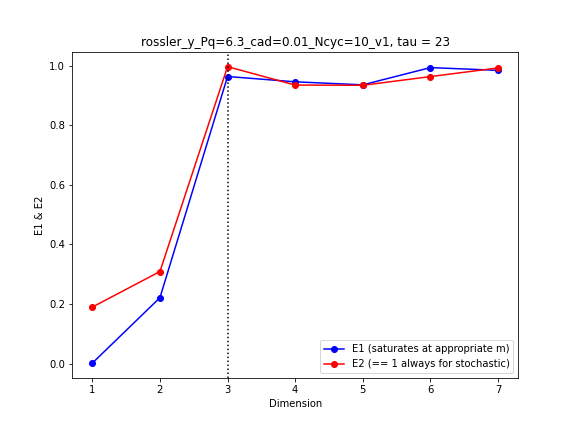 rossler_y_Pq=6.3_cad=0.01_Ncyc=10_v1, tau = 23
1.0
0.8
0.6
0.4
0.2
0.0
E1 & E2
E1 (saturates at appropriate m)
E2 (== 1 always for stochastic)
1 2 3 4 5 6 7
Dimension